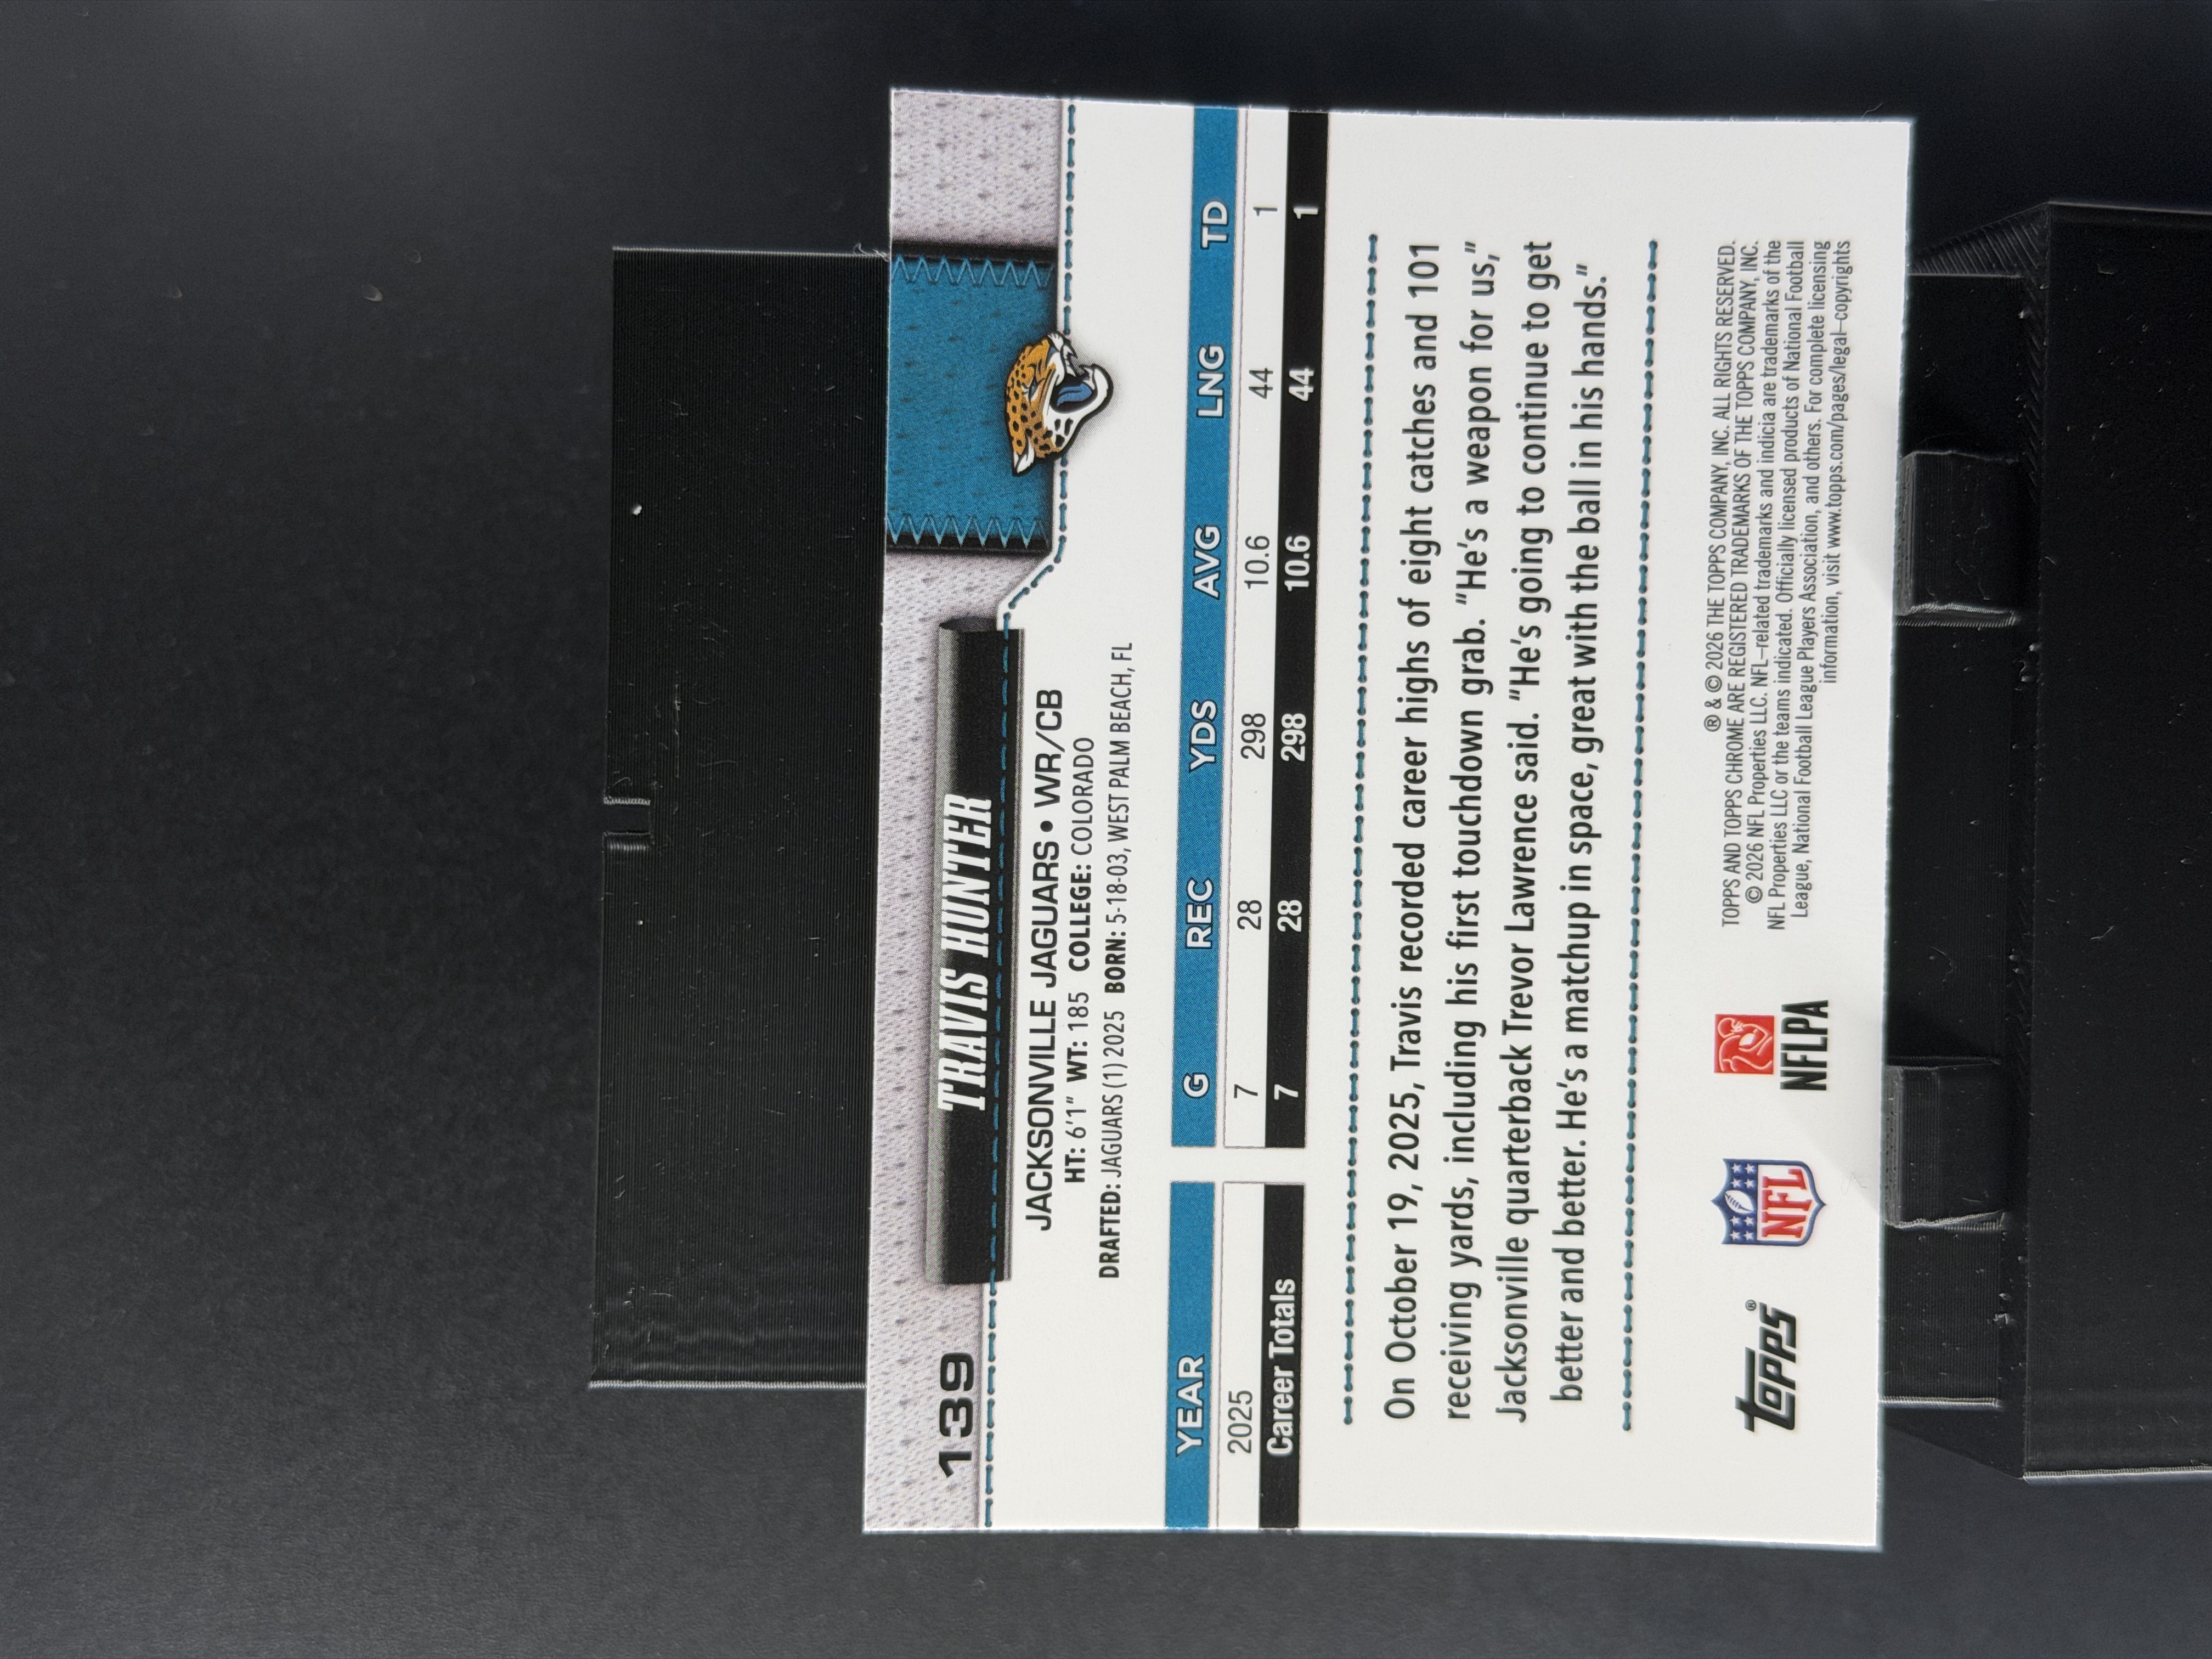 139
TRAVIS HUNTER
JACKSONVILLE JAGUARS • WR/CB
HT: 6'1" WT: 185 COLLEGE: COLORADO
DRAFTED: JAGUARS (1) 2025 BORN: 5-18-03, WEST PALM BEACH, FL
YEAR G REC YDS AVG LNG TD
2025 7 28 298 10.6 44 1
Career Totals 7 28 298 10.6 44 1
On October 19, 2025, Travis recorded career highs of eight catches and 101
receiving yards, including his first touchdown grab. “He’s a weapon for us,”
Jacksonville quarterback Trevor Lawrence said. “He’s going to continue to get
better and better. He’s a matchup in space, great with the ball in his hands.”
Topps®
NFL
NFLPA
® & © 2026 THE TOPPS COMPANY, INC. ALL RIGHTS RESERVED.
TOPPS AND TOPPS CHROME ARE REGISTERED TRADEMARKS OF THE TOPPS COMPANY, INC.
© 2026 NFL Properties LLC. NFL–related trademarks and indicia are trademarks of the
NFL Properties LLC or the teams indicated. Officially licensed products of National Football
League, National Football League Players Association, and others. For complete licensing
information, visit www.topps.com/pages/legal–copyrights